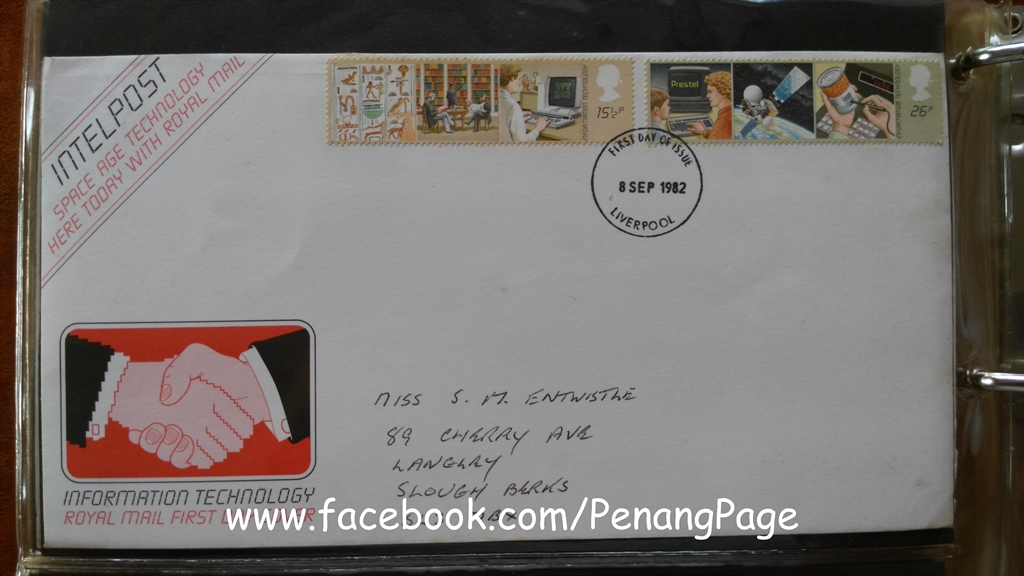 INTELPOST
SPACE AGE TECHNOLOGY
HERE TODAY WITH ROYAL MAIL
15½P
Prestel
26P
FIRST DAY OF ISSUE
8 SEP 1982
LIVERPOOL
MISS S. M. ENTWISTLE
89 CHERRY AVE
LANGLEY
SLOUGH BERKS
INFORMATION TECHNOLOGY
ROYAL MAIL FIRST DAY COVER
www.facebook.com/PenangPage